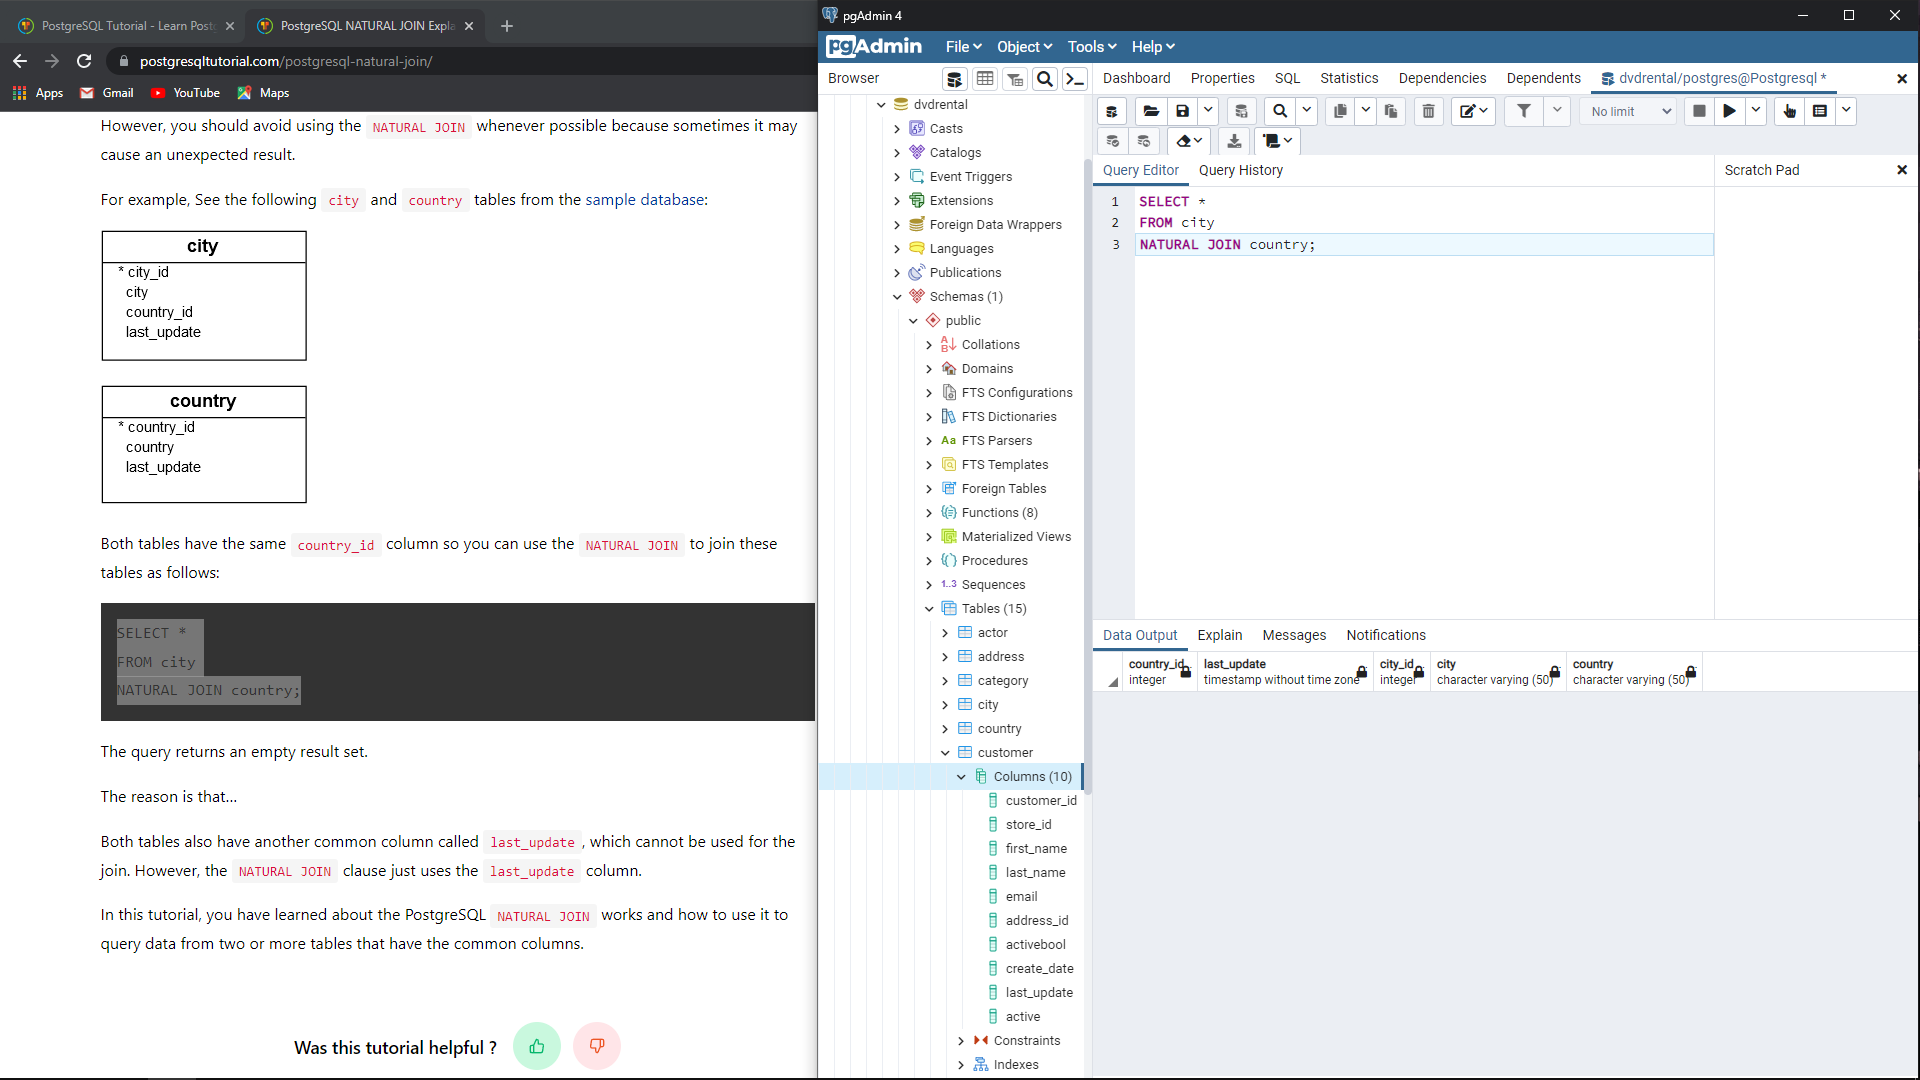 PostgreSQL Tutorial - Learn Post
PostgreSQL NATURAL JOIN Expla
postgresqltutorial.com/postgresql-natural-join/
Apps
Gmail
YouTube
Maps
However, you should avoid using the NATURAL JOIN whenever possible because sometimes it may
cause an unexpected result.
For example, See the following city and country tables from the sample database:
city
* city_id
city
country_id
last_update
country
* country_id
country
last_update
Both tables have the same country_id column so you can use the NATURAL JOIN to join these
tables as follows:
SELECT *
FROM city
NATURAL JOIN country;
The query returns an empty result set.
The reason is that...
Both tables also have another common column called last_update , which cannot be used for the
join. However, the NATURAL JOIN clause just uses the last_update column.
In this tutorial, you have learned about the PostgreSQL NATURAL JOIN works and how to use it to
query data from two or more tables that have the common columns.
Was this tutorial helpful ?
pgAdmin 4
pgAdmin
File
Object
Tools
Help
Browser
dvdrental
Casts
Catalogs
Event Triggers
Extensions
Foreign Data Wrappers
Languages
Publications
Schemas (1)
public
Collations
Domains
FTS Configurations
FTS Dictionaries
Aa FTS Parsers
FTS Templates
Foreign Tables
Functions (8)
Materialized Views
Procedures
1..3 Sequences
Tables (15)
actor
address
category
city
country
customer
Columns (10)
customer_id
store_id
first_name
last_name
email
address_id
activebool
create_date
last_update
active
Constraints
Indexes
Dashboard
Properties
SQL
Statistics
Dependencies
Dependents
dvdrental/postgres@Postgresql *
No limit
Query Editor
Query History
Scratch Pad
1 SELECT *
2 FROM city
3 NATURAL JOIN country;
Data Output
Explain
Messages
Notifications
country_id
integer
last_update
timestamp without time zone
city_id
integer
city
character varying (50)
country
character varying (50)